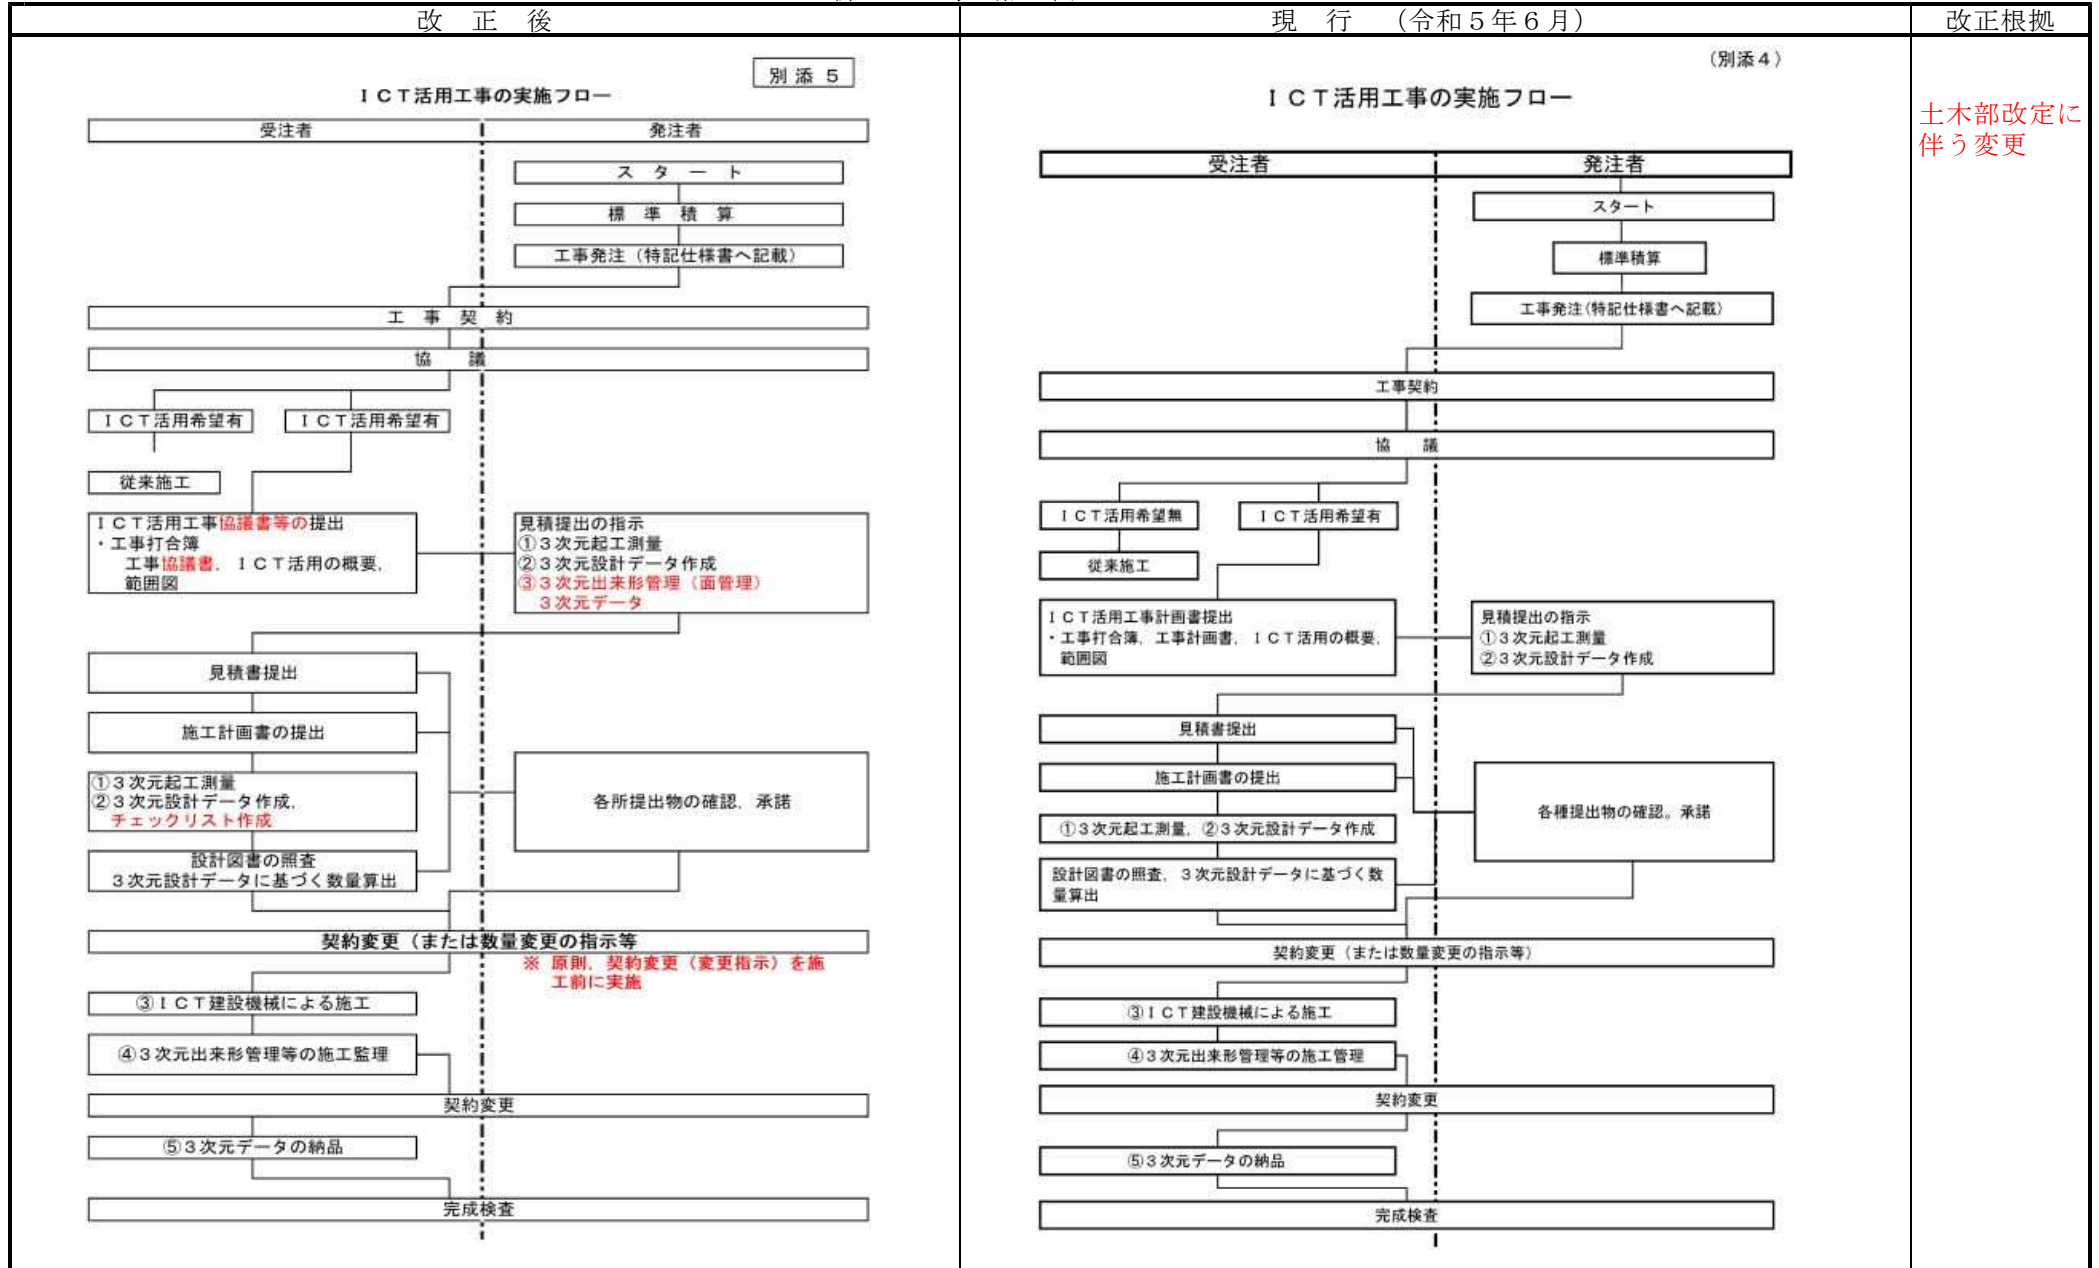 改　正　後
現　行　（令和５年６月）
改正根拠
別添５
ＩＣＴ活用工事の実施フロー
受注者
発注者
スタート
標準積算
工事発注（特記仕様書へ記載）
工事契約
協議
ＩＣＴ活用希望有
ＩＣＴ活用希望有
従来施工
ＩＣＴ活用工事協議書等の提出
・工事打合簿
工事協議書，ＩＣＴ活用の概要，
範囲図
見積提出の指示
①３次元起工測量
②３次元設計データ作成
③３次元出来形管理（面管理）
３次元データ
見積書提出
施工計画書の提出
①３次元起工測量
②３次元設計データ作成，
チェックリスト作成
設計図書の照査
３次元設計データに基づく数量算出
各所提出物の確認，承諾
契約変更（または数量変更の指示等
※ 原則，契約変更（変更指示）を施
工前に実施
③ＩＣＴ建設機械による施工
④３次元出来形管理等の施工監理
契約変更
⑤３次元データの納品
完成検査
（別添４）
ＩＣＴ活用工事の実施フロー
受注者
発注者
スタート
標準積算
工事発注（特記仕様書へ記載）
工事契約
協議
ＩＣＴ活用希望無
ＩＣＴ活用希望有
従来施工
ＩＣＴ活用工事計画書提出
・工事打合簿，工事計画書，ＩＣＴ活用の概要，
範囲図
見積提出の指示
①３次元起工測量
②３次元設計データ作成
見積書提出
施工計画書の提出
①３次元起工測量，②３次元設計データ作成
設計図書の照査，３次元設計データに基づく数
量算出
各種提出物の確認。承諾
契約変更（または数量変更の指示等）
③ＩＣＴ建設機械による施工
④３次元出来形管理等の施工管理
契約変更
⑤３次元データの納品
完成検査
土木部改定に
伴う変更